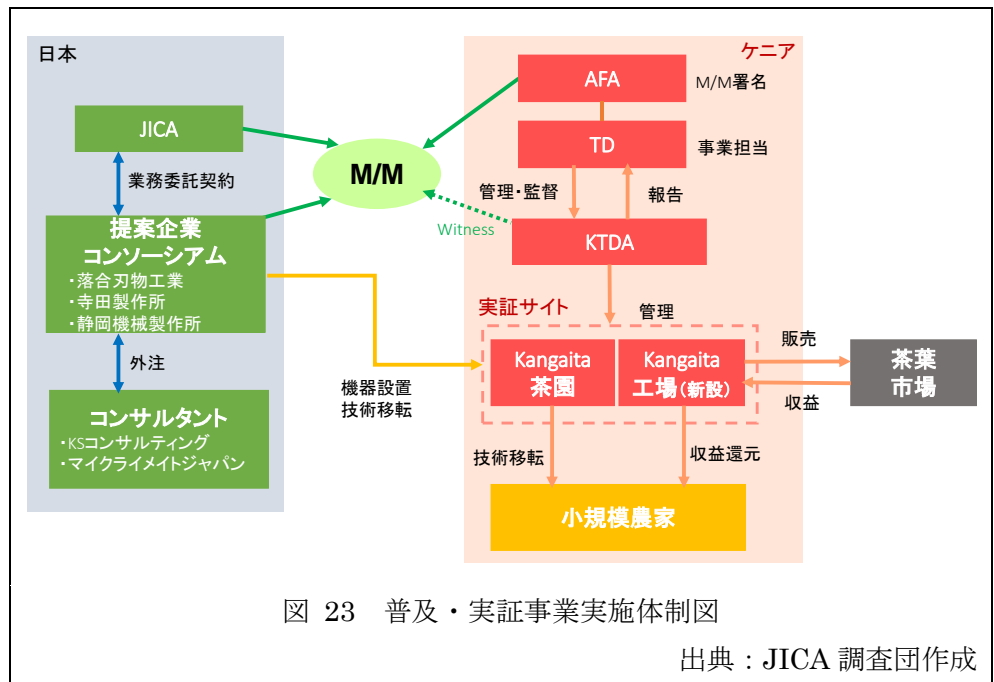 日本
JICA
業務委託契約
提案企業
コンソーシアム
・落合刃物工業
・寺田製作所
・静岡機械製作所
外注
コンサルタント
・KSコンサルティング
・マイクライメイトジャパン
M/M
Witness
機器設置
技術移転
ケニア
AFA
M/M署名
TD
事業担当
管理・監督
報告
KTDA
実証サイト
管理
Kangaita
茶園
Kangaita
工場（新設）
販売
収益
茶葉
市場
技術移転
収益還元
小規模農家
図 23 普及・実証事業実施体制図
出典：JICA 調査団作成